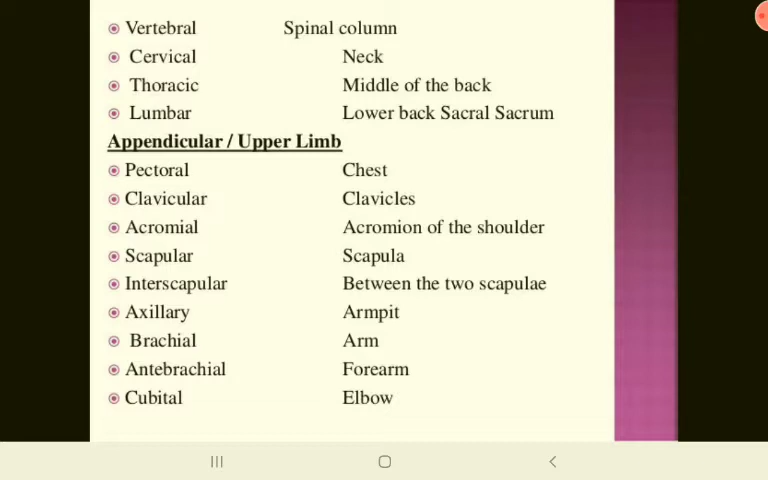 Vertebral Spinal column
Cervical Neck
Thoracic Middle of the back
Lumbar Lower back Sacral Sacrum
Appendicular / Upper Limb
Pectoral Chest
Clavicular Clavicles
Acromial Acromion of the shoulder
Scapular Scapula
Interscapular Between the two scapulae
Axillary Armpit
Brachial Arm
Antebrachial Forearm
Cubital Elbow